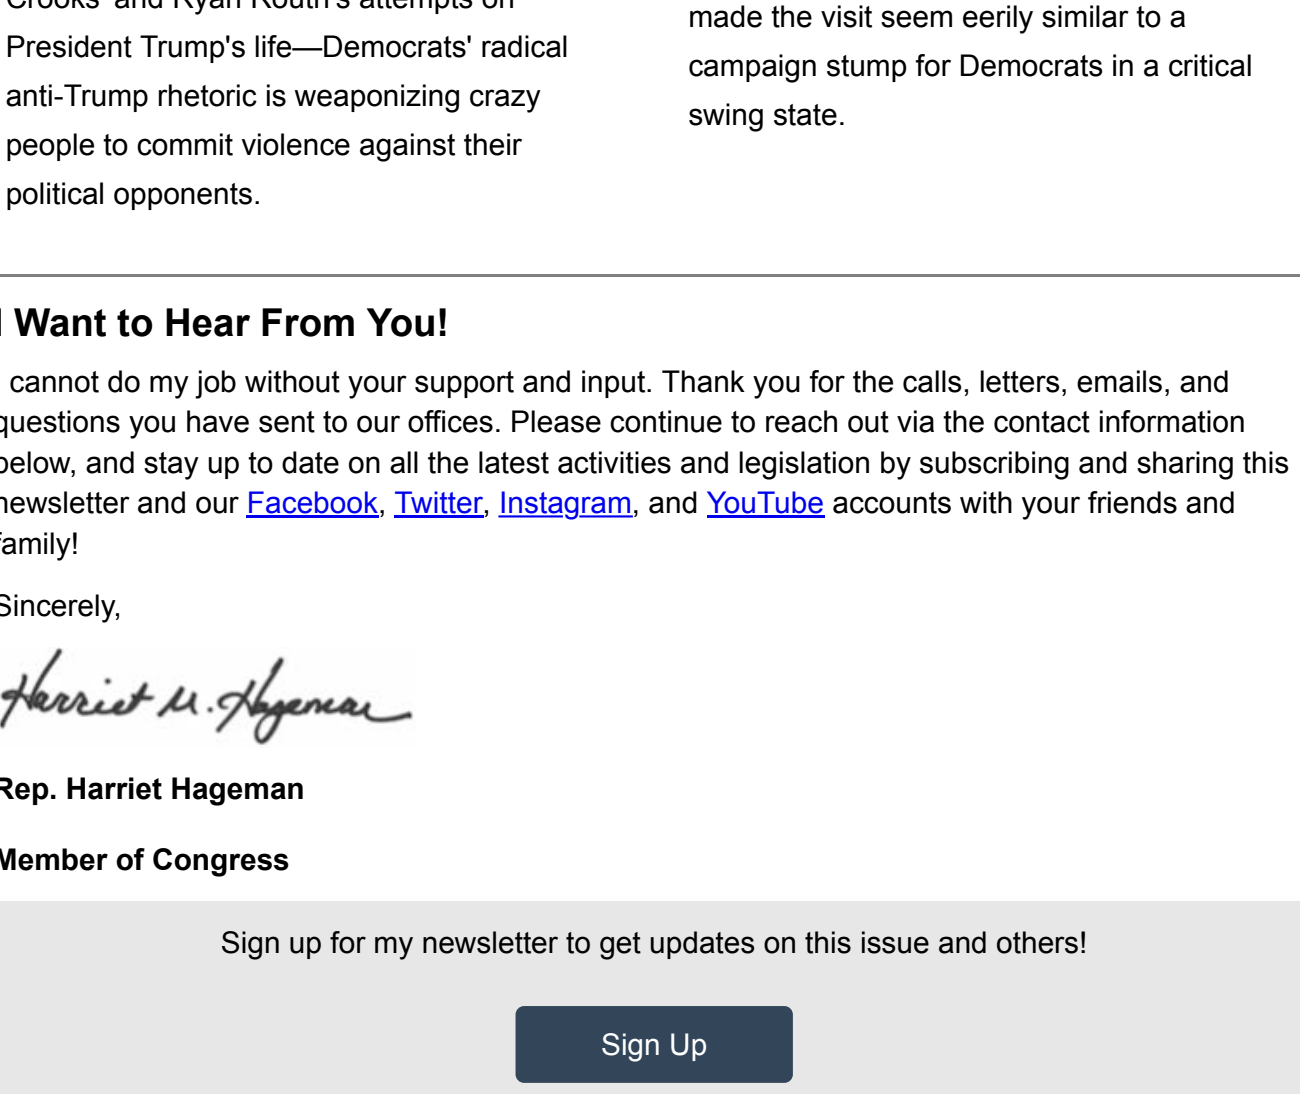 Crooks' and Ryan Routh's attempts on
President Trump's life—Democrats' radical
anti-Trump rhetoric is weaponizing crazy
people to commit violence against their
political opponents.
made the visit seem eerily similar to a
campaign stump for Democrats in a critical
swing state.
I Want to Hear From You!
cannot do my job without your support and input. Thank you for the calls, letters, emails, and
questions you have sent to our offices. Please continue to reach out via the contact information
below, and stay up to date on all the latest activities and legislation by subscribing and sharing this
newsletter and our Facebook, Twitter, Instagram, and YouTube accounts with your friends and
family!
Sincerely,
Harriet M. Hageman
Rep. Harriet Hageman
Member of Congress
Sign up for my newsletter to get updates on this issue and others!
Sign Up